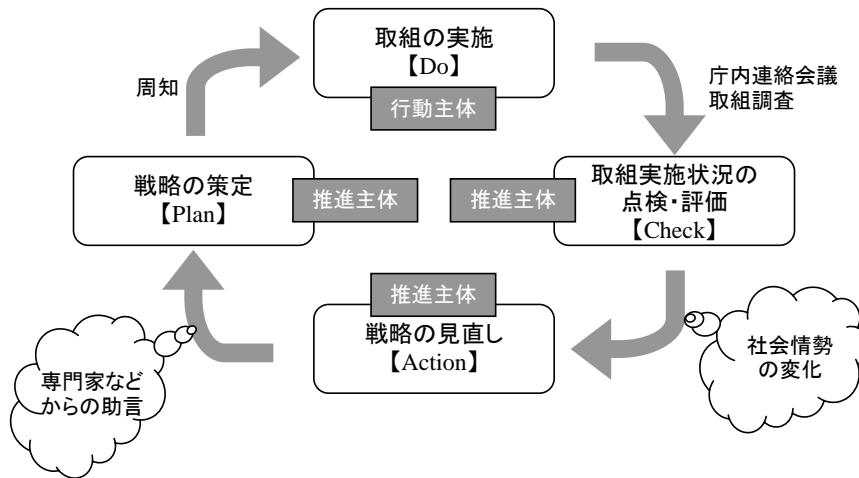 取組の実施
【Do】
行動主体
周知
庁内連絡会議
取組調査
戦略の策定
【Plan】
推進主体
推進主体
取組実施状況の
点検・評価
【Check】
推進主体
戦略の見直し
【Action】
専門家など
からの助言
社会情勢
の変化